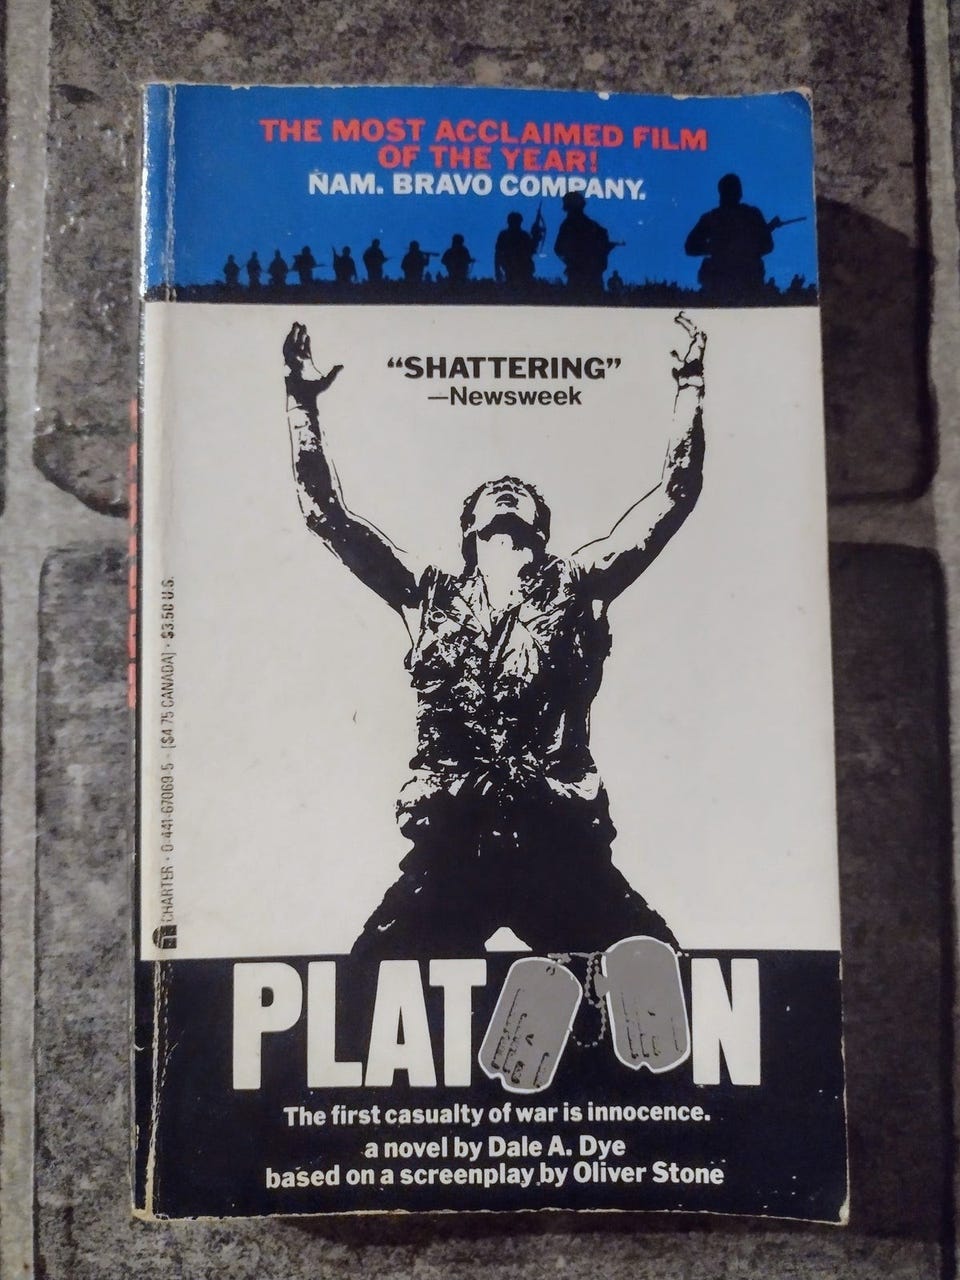 THE MOST ACCLAIMED FILM
OF THE YEAR!
NAM. BRAVO COMPANY.
“SHATTERING”
—Newsweek
CHARTER • 0-441-67069-5 • [$4.75 CANADA] • $3.50 U.S.
PLATOON
The first casualty of war is innocence.
a novel by Dale A. Dye
based on a screenplay by Oliver Stone